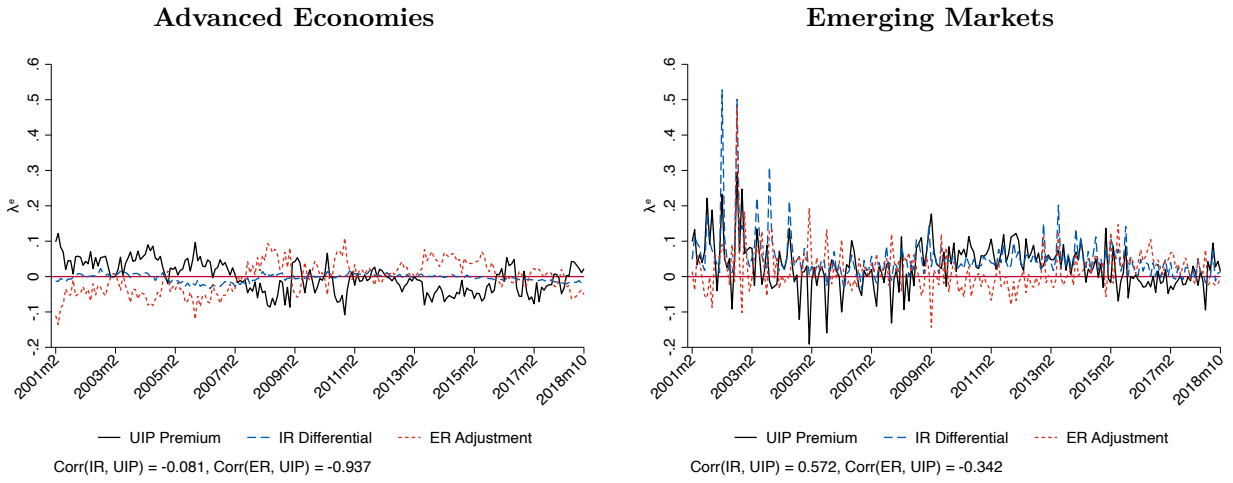 Advanced Economies
λᵉ
.6
.5
.4
.3
.2
.1
0
-.1
-.2
2001m2
2003m2
2005m2
2007m2
2009m2
2011m2
2013m2
2015m2
2017m2
2018m10
UIP Premium IR Differential ER Adjustment
Corr(IR, UIP) = -0.081, Corr(ER, UIP) = -0.937
Emerging Markets
λᵉ
.6
.5
.4
.3
.2
.1
0
-.1
-.2
2001m2
2003m2
2005m2
2007m2
2009m2
2011m2
2013m2
2015m2
2017m2
2018m10
UIP Premium IR Differential ER Adjustment
Corr(IR, UIP) = 0.572, Corr(ER, UIP) = -0.342